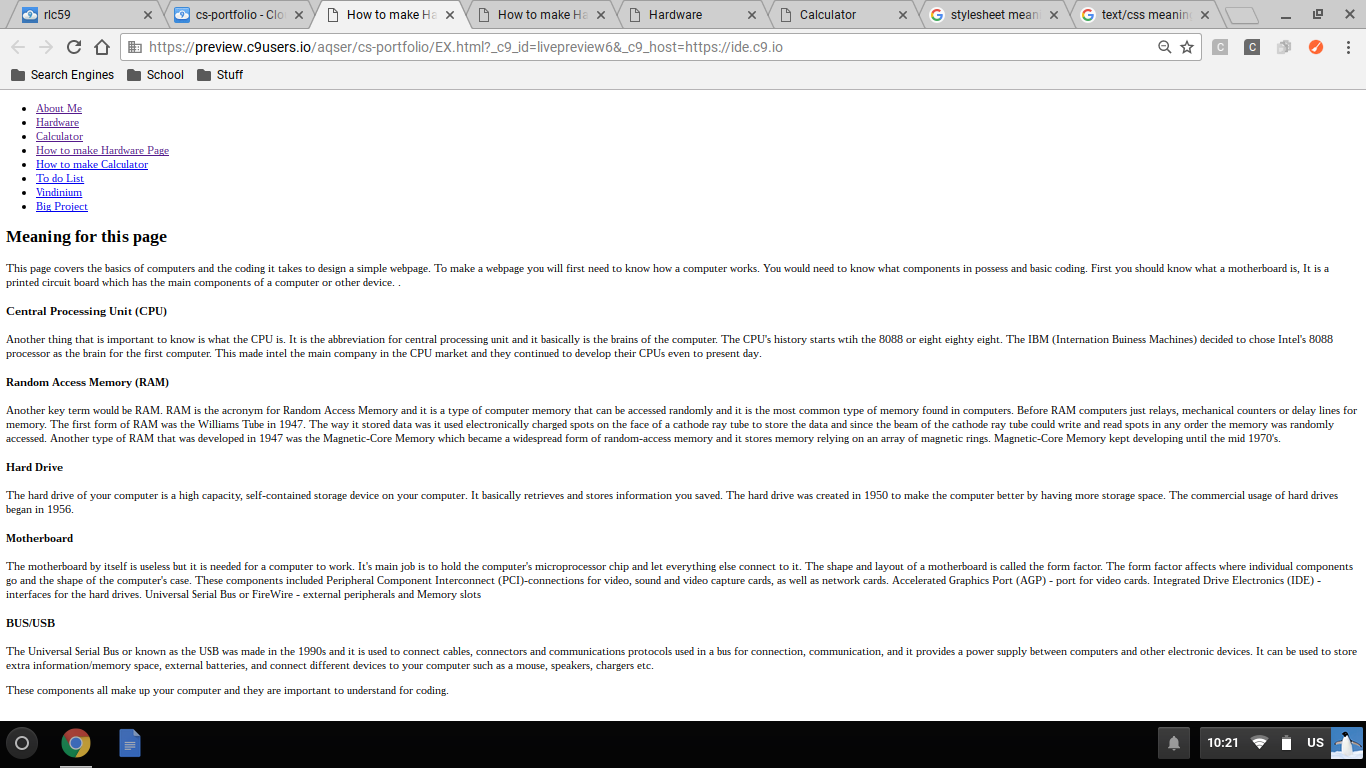 rlc59
cs-portfolio - Clo
How to make Ha
How to make Ha
Hardware
Calculator
stylesheet meani
text/css meaning
https://preview.c9users.io/aqser/cs-portfolio/EX.html?_c9_id=livepreview6&_c9_host=https://ide.c9.io
Search Engines
School
Stuff
About Me
Hardware
Calculator
How to make Hardware Page
How to make Calculator
To do List
Vindinium
Big Project
Meaning for this page
This page covers the basics of computers and the coding it takes to design a simple webpage. To make a webpage you will first need to know how a computer works. You would need to know what components in possess and basic coding. First you should know what a motherboard is, It is a
printed circuit board which has the main components of a computer or other device. .
Central Processing Unit (CPU)
Another thing that is important to know is what the CPU is. It is the abbreviation for central processing unit and it basically is the brains of the computer. The CPU's history starts wtih the 8088 or eight eighty eight. The IBM (Internation Buiness Machines) decided to chose Intel's 8088
processor as the brain for the first computer. This made intel the main company in the CPU market and they continued to develop their CPUs even to present day.
Random Access Memory (RAM)
Another key term would be RAM. RAM is the acronym for Random Access Memory and it is a type of computer memory that can be accessed randomly and it is the most common type of memory found in computers. Before RAM computers just relays, mechanical counters or delay lines for
memory. The first form of RAM was the Williams Tube in 1947. The way it stored data was it used electronically charged spots on the face of a cathode ray tube to store the data and since the beam of the cathode ray tube could write and read spots in any order the memory was randomly
accessed. Another type of RAM that was developed in 1947 was the Magnetic-Core Memory which became a widespread form of random-access memory and it stores memory relying on an array of magnetic rings. Magnetic-Core Memory kept developing until the mid 1970's.
Hard Drive
The hard drive of your computer is a high capacity, self-contained storage device on your computer. It basically retrieves and stores information you saved. The hard drive was created in 1950 to make the computer better by having more storage space. The commercial usage of hard drives
began in 1956.
Motherboard
The motherboard by itself is useless but it is needed for a computer to work. It's main job is to hold the computer's microprocessor chip and let everything else connect to it. The shape and layout of a motherboard is called the form factor. The form factor affects where individual components
go and the shape of the computer's case. These components included Peripheral Component Interconnect (PCI)-connections for video, sound and video capture cards, as well as network cards. Accelerated Graphics Port (AGP) - port for video cards. Integrated Drive Electronics (IDE) -
interfaces for the hard drives. Universal Serial Bus or FireWire - external peripherals and Memory slots
BUS/USB
The Universal Serial Bus or known as the USB was made in the 1990s and it is used to connect cables, connectors and communications protocols used in a bus for connection, communication, and it provides a power supply between computers and other electronic devices. It can be used to store
extra information/memory space, external batteries, and connect different devices to your computer such as a mouse, speakers, chargers etc.
These components all make up your computer and they are important to understand for coding.
10:21
US